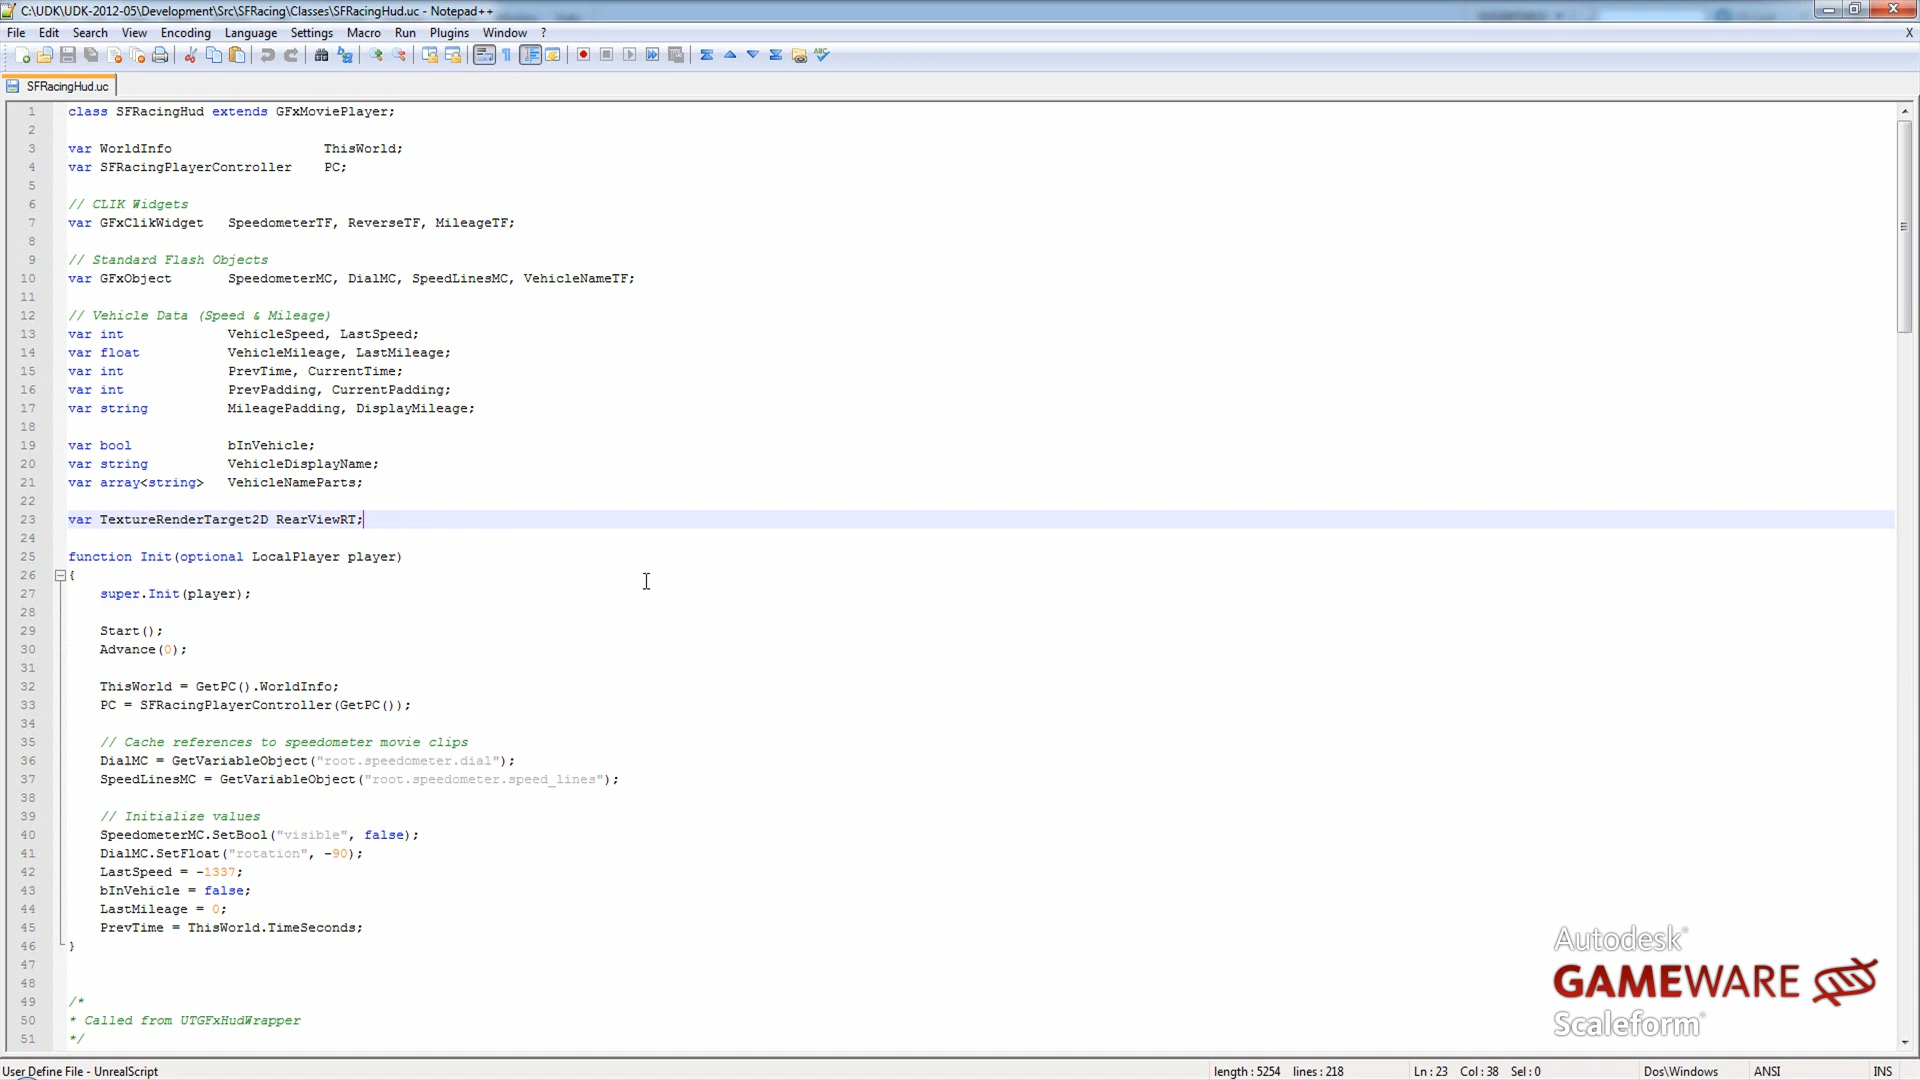 C:\UDK\UDK-2012-05\Development\Src\SFRacing\Classes\SFRacingHud.uc - Notepad++
File Edit Search View Encoding Language Settings Macro Run Plugins Window ? X
SFRacingHud.uc
1 class SFRacingHud extends GFxMoviePlayer;
2
3 var WorldInfo ThisWorld;
4 var SFRacingPlayerController PC;
5
6 // CLIK Widgets
7 var GFxClikWidget SpeedometerTF, ReverseTF, MileageTF;
8
9 // Standard Flash Objects
10 var GFxObject SpeedometerMC, DialMC, SpeedLinesMC, VehicleNameTF;
11
12 // Vehicle Data (Speed & Mileage)
13 var int VehicleSpeed, LastSpeed;
14 var float VehicleMileage, LastMileage;
15 var int PrevTime, CurrentTime;
16 var int PrevPadding, CurrentPadding;
17 var string MileagePadding, DisplayMileage;
18
19 var bool bInVehicle;
20 var string VehicleDisplayName;
21 var array<string> VehicleNameParts;
22
23 var TextureRenderTarget2D RearViewRT;
24
25 function Init(optional LocalPlayer player)
26 {
27 super.Init(player);
28
29 Start();
30 Advance(0);
31
32 ThisWorld = GetPC().WorldInfo;
33 PC = SFRacingPlayerController(GetPC());
34
35 // Cache references to speedometer movie clips
36 DialMC = GetVariableObject("root.speedometer.dial");
37 SpeedLinesMC = GetVariableObject("root.speedometer.speed_lines");
38
39 // Initialize values
40 SpeedometerMC.SetBool("visible", false);
41 DialMC.SetFloat("rotation", -90);
42 LastSpeed = -1337;
43 bInVehicle = false;
44 LastMileage = 0;
45 PrevTime = ThisWorld.TimeSeconds;
46 }
47
48
49 /*
50 * Called from UTGFxHudWrapper
51 */
Autodesk®
GAMEWARE
Scaleform®
User Define File - UnrealScript length : 5254 lines : 218 Ln : 23 Col : 38 Sel : 0 Dos\Windows ANSI INS